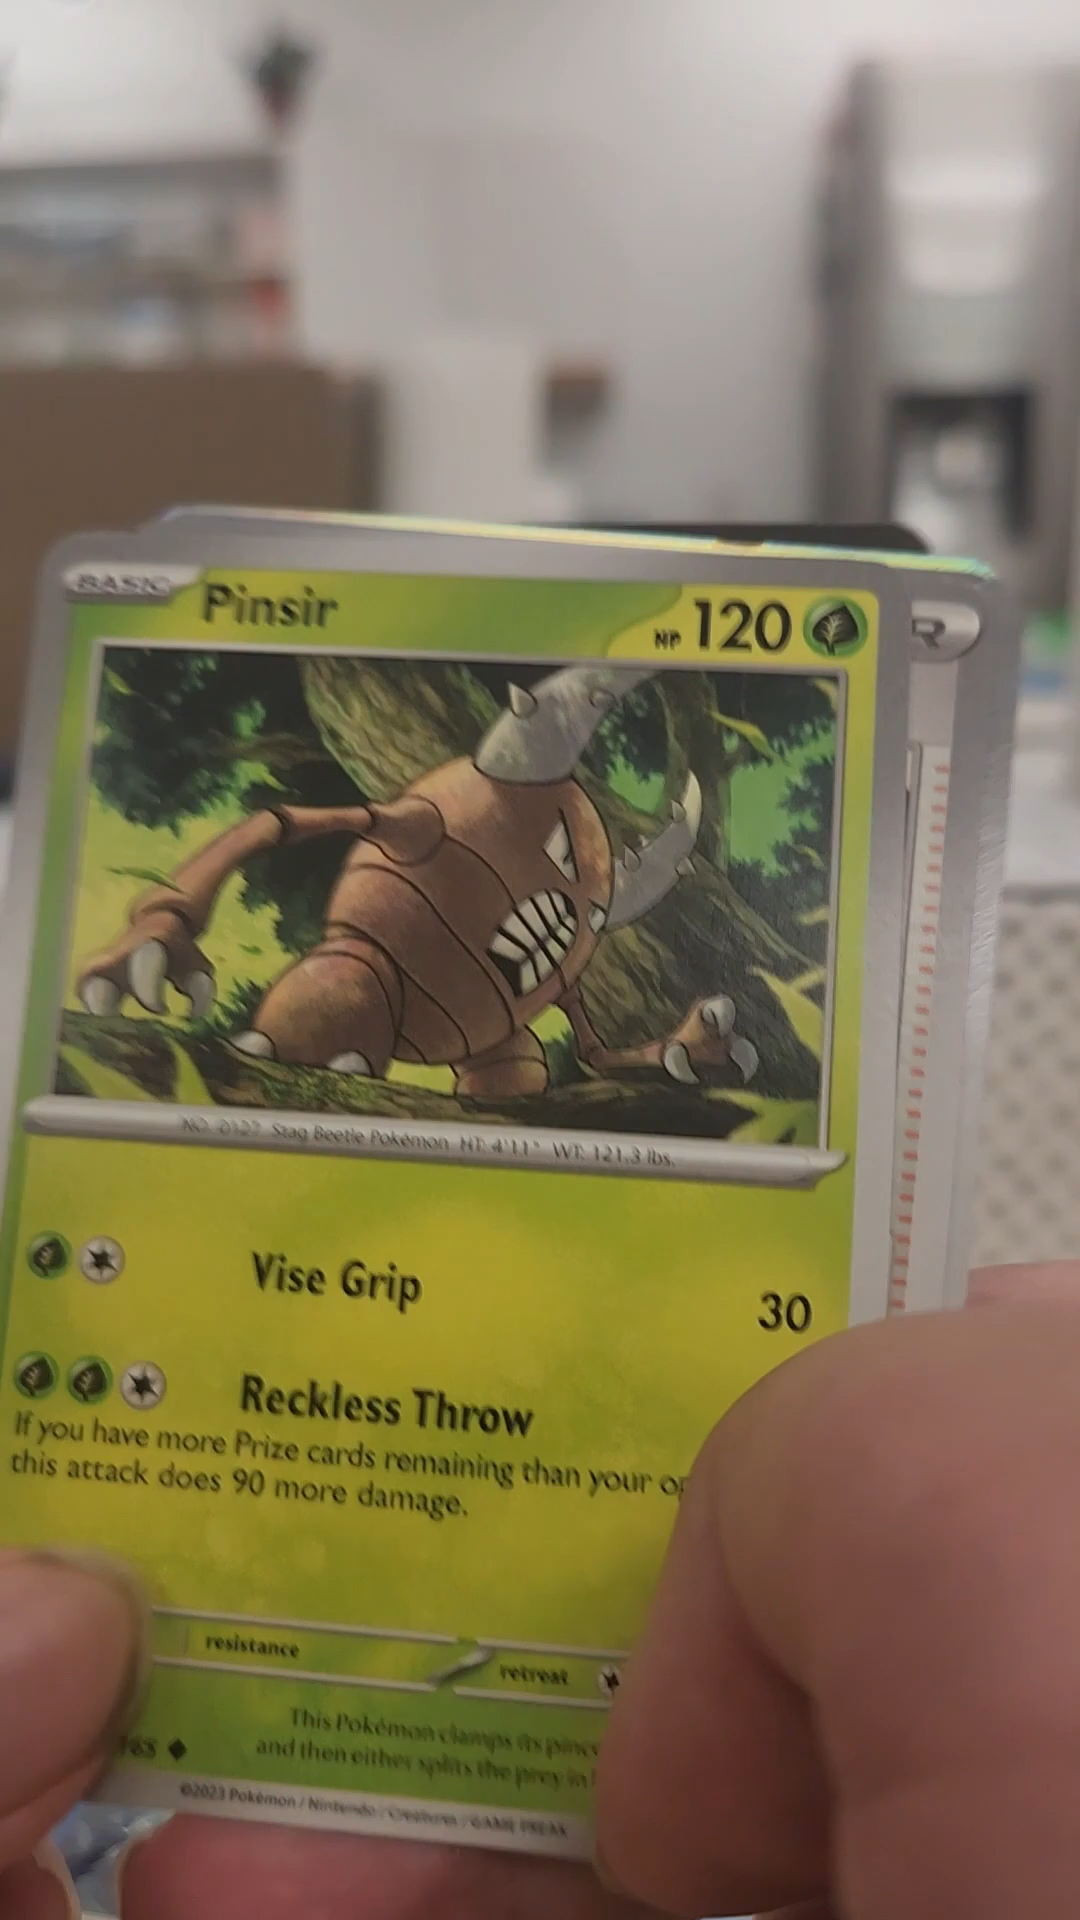 BASIC Pinsir HP 120
R
NO. 0127 Stag Beetle Pokémon HT: 4'11" WT: 121.3 lbs.
Vise Grip 30
Reckless Throw
If you have more Prize cards remaining than your
this attack does 90 more damage.
resistance retreat
This Pokémon clamps its
and then either splits the prey in
165 ◆
©2023 Pokémon / Nintendo / Creatures / GAME FREAK